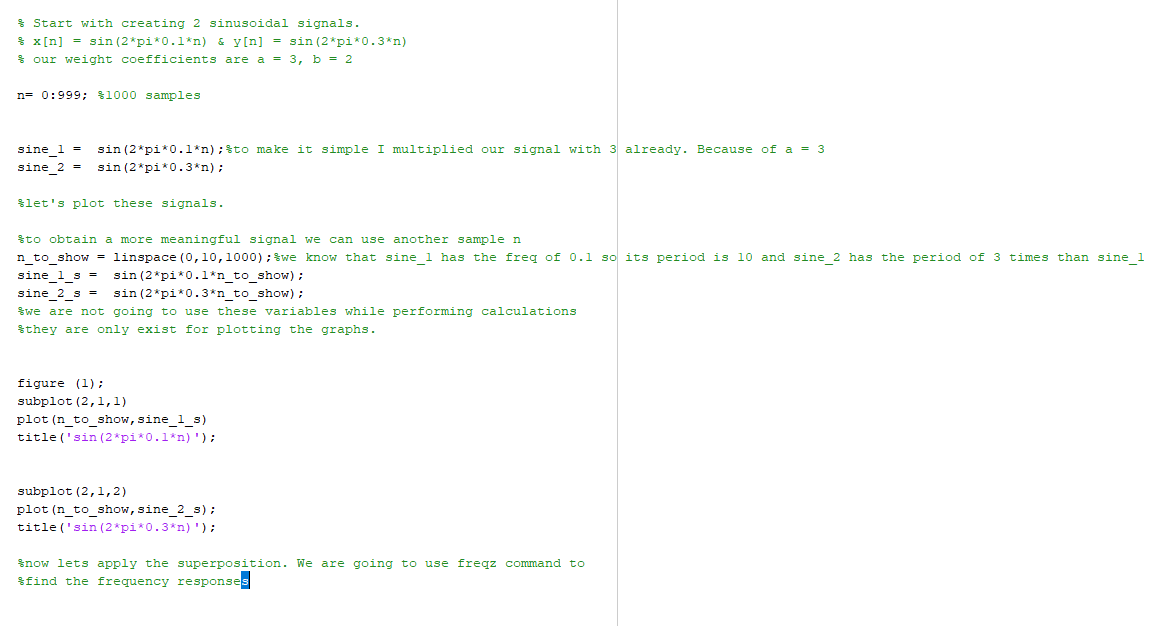 % Start with creating 2 sinusoidal signals.
% x[n] = sin(2*pi*0.1*n) & y[n] = sin(2*pi*0.3*n)
% our weight coefficients are a = 3, b = 2
n= 0:999; %1000 samples
sine_1 =  sin(2*pi*0.1*n);%to make it simple I multiplied our signal with 3 already. Because of a = 3
sine_2 =  sin(2*pi*0.3*n);
%let's plot these signals.
%to obtain a more meaningful signal we can use another sample n
n_to_show = linspace(0,10,1000);%we know that sine_1 has the freq of 0.1 so its period is 10 and sine_2 has the period of 3 times than sine_1
sine_1_s =  sin(2*pi*0.1*n_to_show);
sine_2_s =  sin(2*pi*0.3*n_to_show);
%we are not going to use these variables while performing calculations
%they are only exist for plotting the graphs.
figure (1);
subplot(2,1,1)
plot(n_to_show,sine_1_s)
title('sin(2*pi*0.1*n)');
subplot(2,1,2)
plot(n_to_show,sine_2_s);
title('sin(2*pi*0.3*n)');
%now lets apply the superposition. We are going to use freqz command to
%find the frequency responses